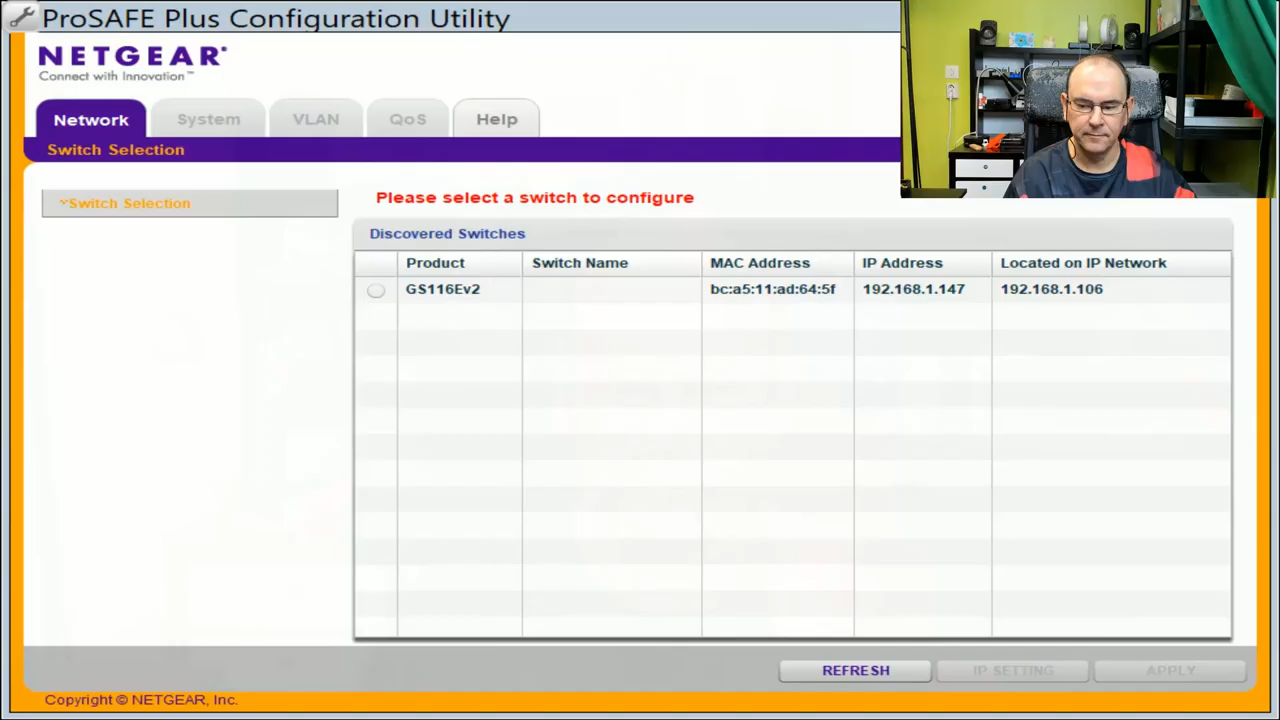 ProSAFE Plus Configuration Utility
NETGEAR®
Connect with Innovation™
Network System VLAN QoS Help
Switch Selection
Switch Selection
Please select a switch to configure
Discovered Switches
Product Switch Name MAC Address IP Address Located on IP Network
GS116Ev2 bc:a5:11:ad:64:5f 192.168.1.147 192.168.1.106
REFRESH IP SETTING APPLY
Copyright © NETGEAR, Inc.